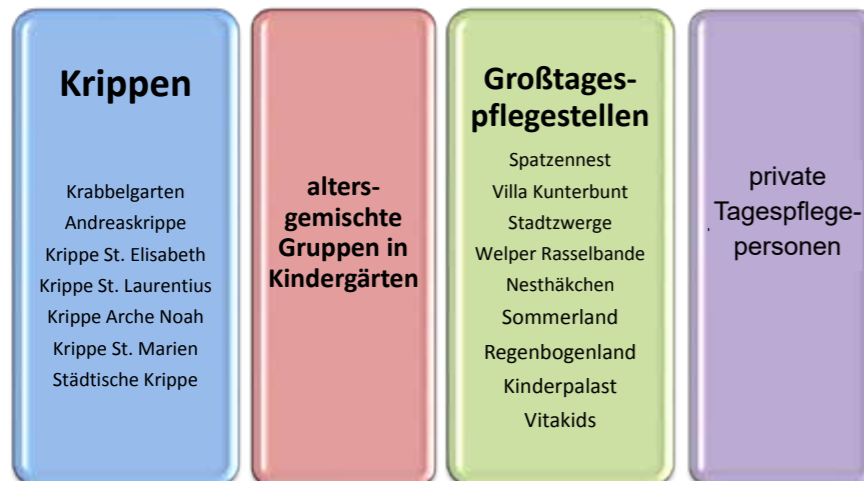 Krippen
Krabbelgarten
Andreaskrippe
Krippe St. Elisabeth
Krippe St. Laurentius
Krippe Arche Noah
Krippe St. Marien
Städtische Krippe
alters-
gemischte
Gruppen in
Kindergärten
Großtages-
pflegestellen
Spatzennest
Villa Kunterbunt
Stadtzwerge
Welper Rasselbande
Nesthäkchen
Sommerland
Regenbogenland
Kinderpalast
Vitakids
private
Tagespflege-
personen